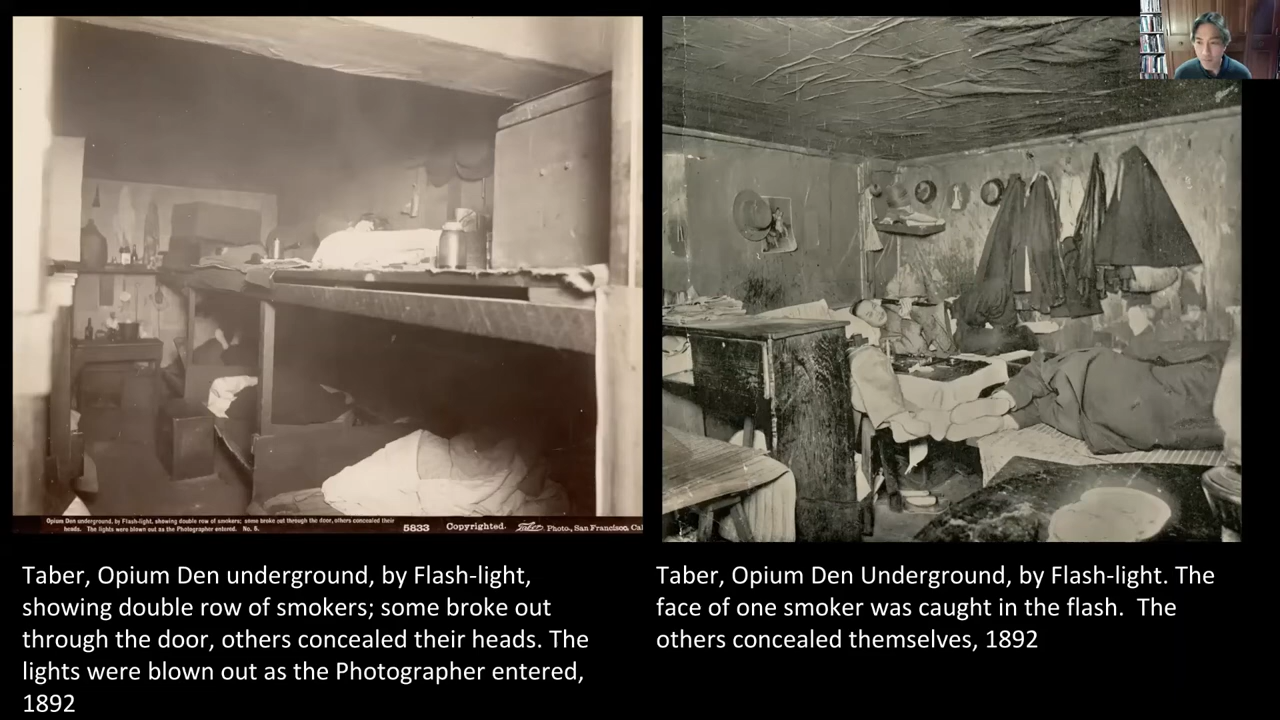 Opium Den underground, by Flash-light, showing double row of smokers; some broke out through the door, others concealed their
heads. The lights were blown out as the Photographer entered. No. 6.
5833 Copyrighted. Taber Photo., San Francisco, Cal
Taber, Opium Den underground, by Flash-light,
showing double row of smokers; some broke out
through the door, others concealed their heads. The
lights were blown out as the Photographer entered,
1892
Taber, Opium Den Underground, by Flash-light. The
face of one smoker was caught in the flash.  The
others concealed themselves, 1892